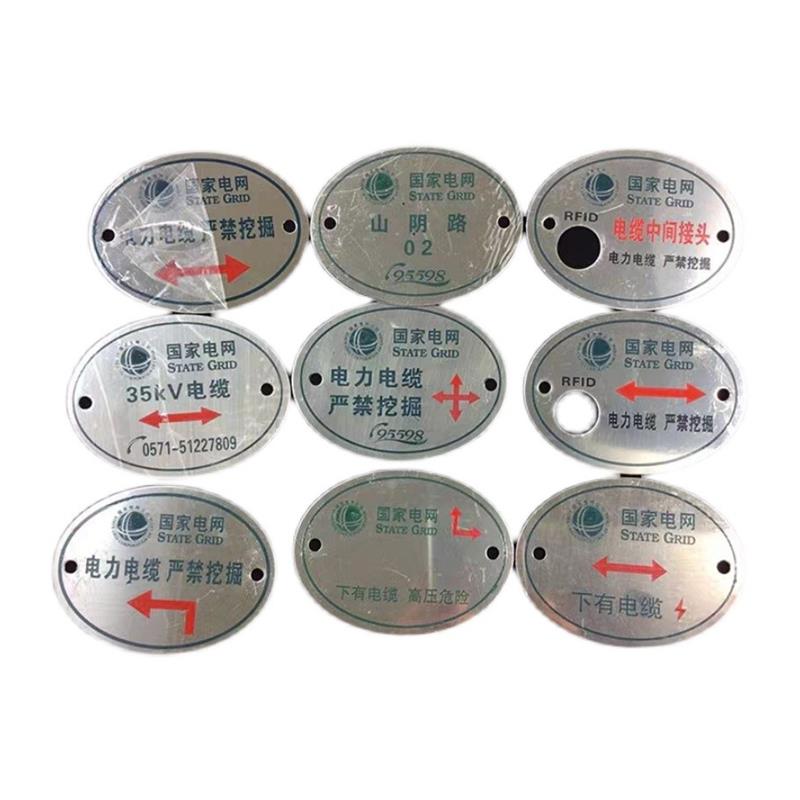 国家电网
STATE GRID
电力电缆 严禁挖掘
国家电网
STATE GRID
山阴路
02
95598
国家电网
STATE GRID
RFID
电缆中间接头
电力电缆 严禁挖掘
国家电网
STATE GRID
35kV电缆
0571-51227809
国家电网
STATE GRID
电力电缆
严禁挖掘
95598
国家电网
STATE GRID
RFID
电力电缆 严禁挖掘
国家电网
STATE GRID
电力电缆 严禁挖掘
国家电网
STATE GRID
下有电缆 高压危险
国家电网
STATE GRID
下有电缆